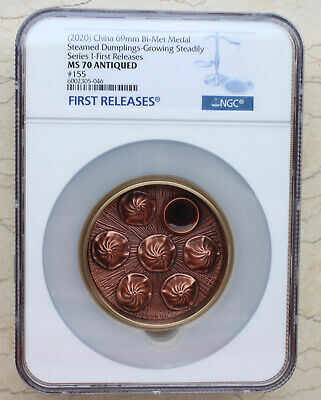 (2020) China 69mm Bi-Met Medal
Steamed Dumplings-Growing Steadily
Series I-First Releases
MS 70 ANTIQUED
#155
6002305-046
FIRST RELEASES®
NGC®